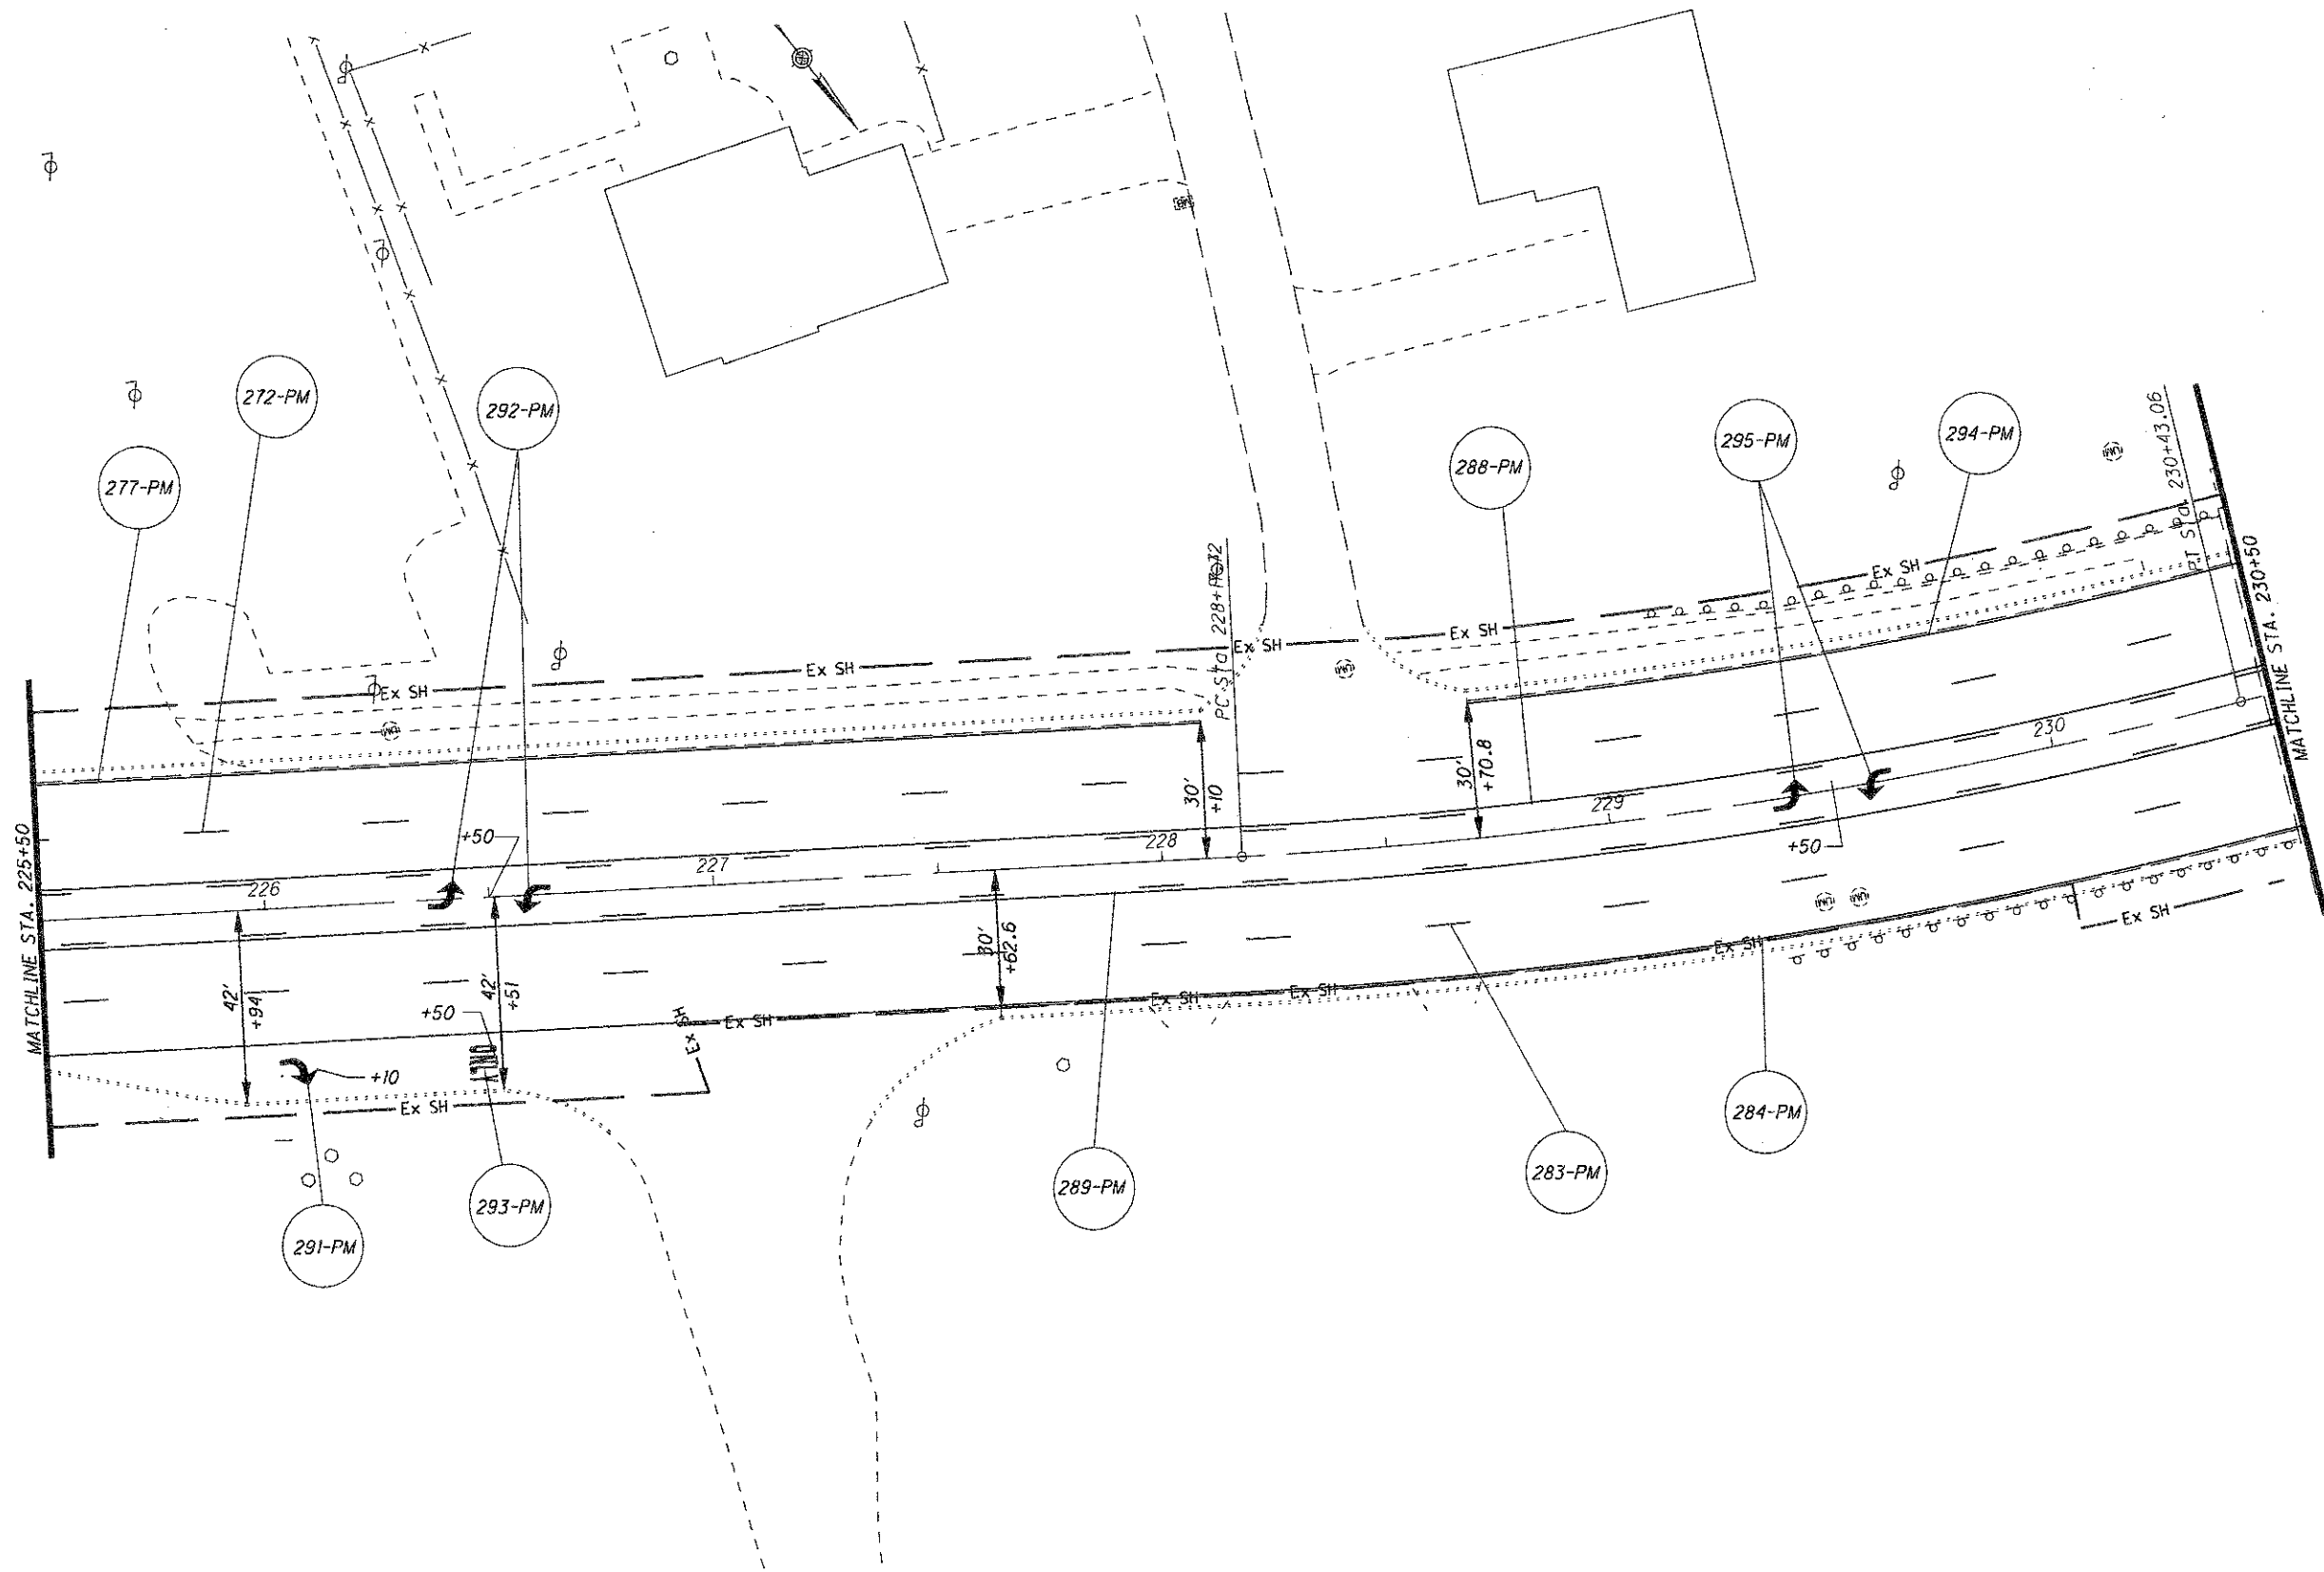 272-PM
292-PM
277-PM
288-PM
295-PM
294-PM
PT Sta. 230+43.06
MATCHLINE STA. 230+50
Ex SH
Ex SH
Ex SH
Ex SH
Ex SH
PC Sta. 228+
30'
+10
30'
+70.8
MATCHLINE STA. 225+50
226
+50
227
228
229
230
+50
42'
+94
42'
+51
30'
+62.6
+50
ONLY
+10
Ex SH
Ex SH
Ex SH
Ex SH
Ex SH
Ex SH
Ex SH
291-PM
293-PM
289-PM
283-PM
284-PM